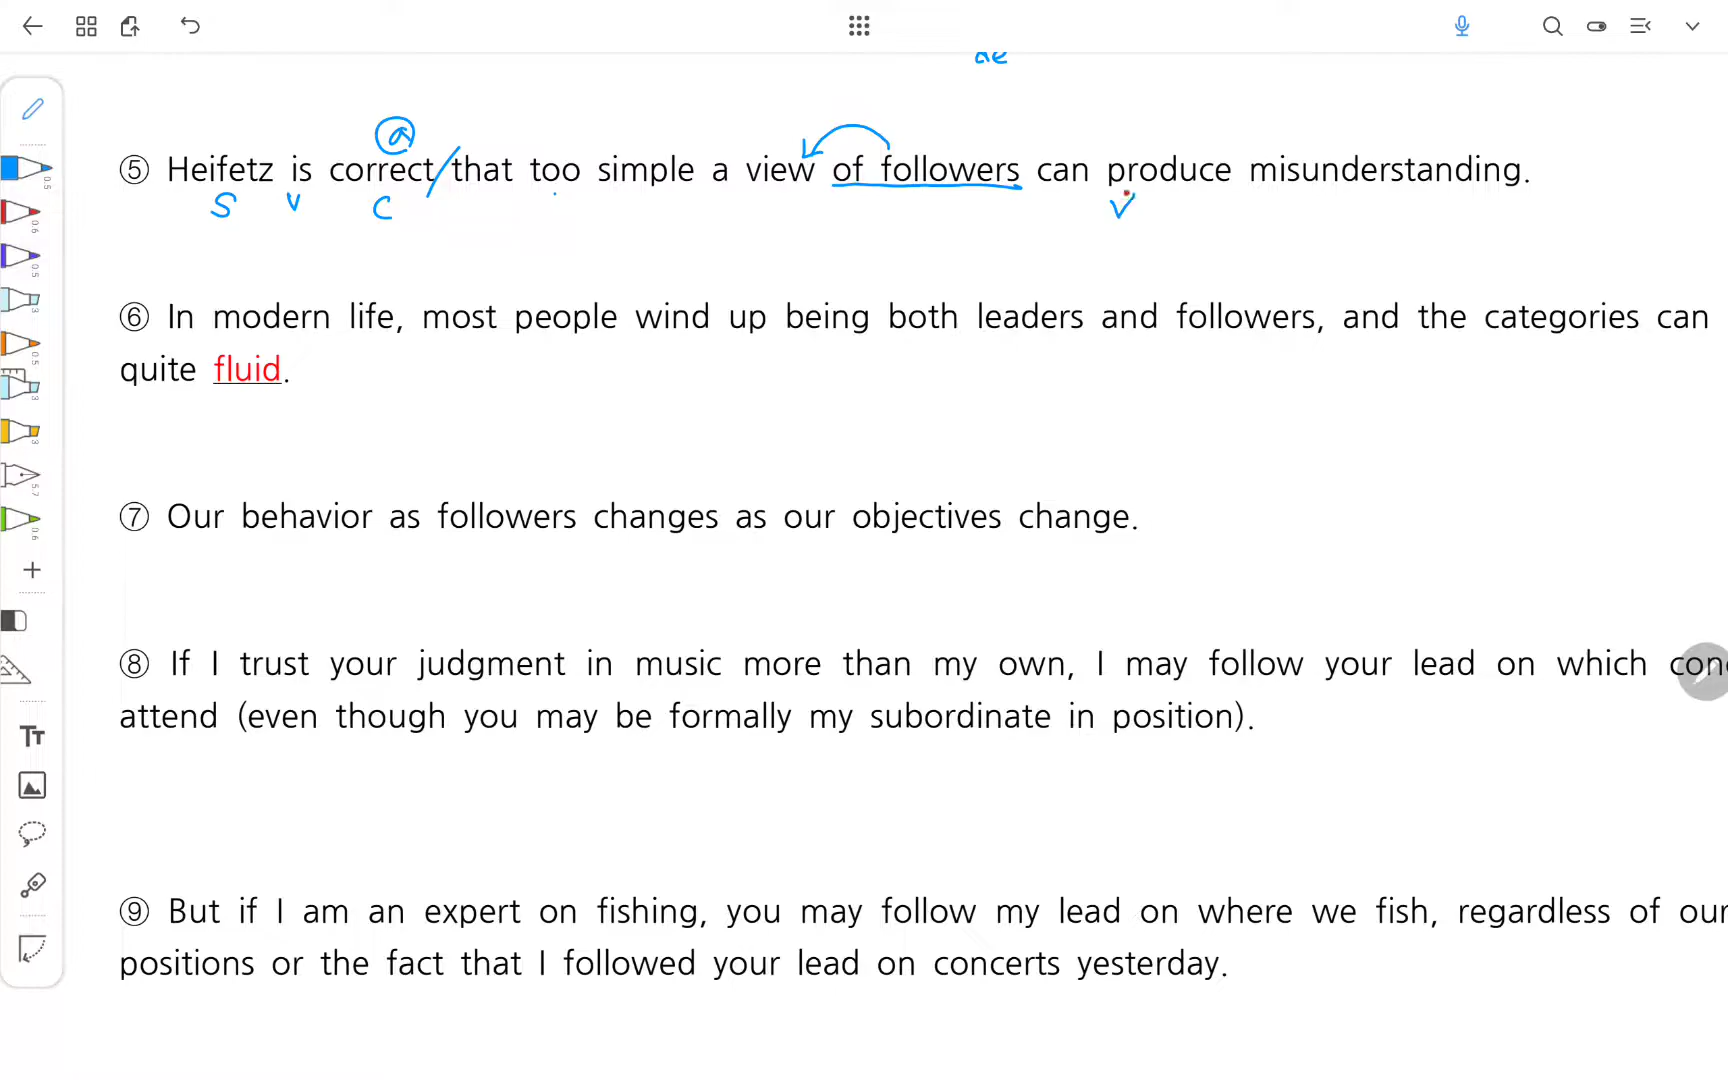 de
ⓐ
⑤ Heifetz is correct/that too simple a view of followers can produce misunderstanding.
S v C V
⑥ In modern life, most people wind up being both leaders and followers, and the categories can
quite fluid.
⑦ Our behavior as followers changes as our objectives change.
⑧ If I trust your judgment in music more than my own, I may follow your lead on which
attend (even though you may be formally my subordinate in position).
⑨ But if I am an expert on fishing, you may follow my lead on where we fish, regardless of our
positions or the fact that I followed your lead on concerts yesterday.
Tт